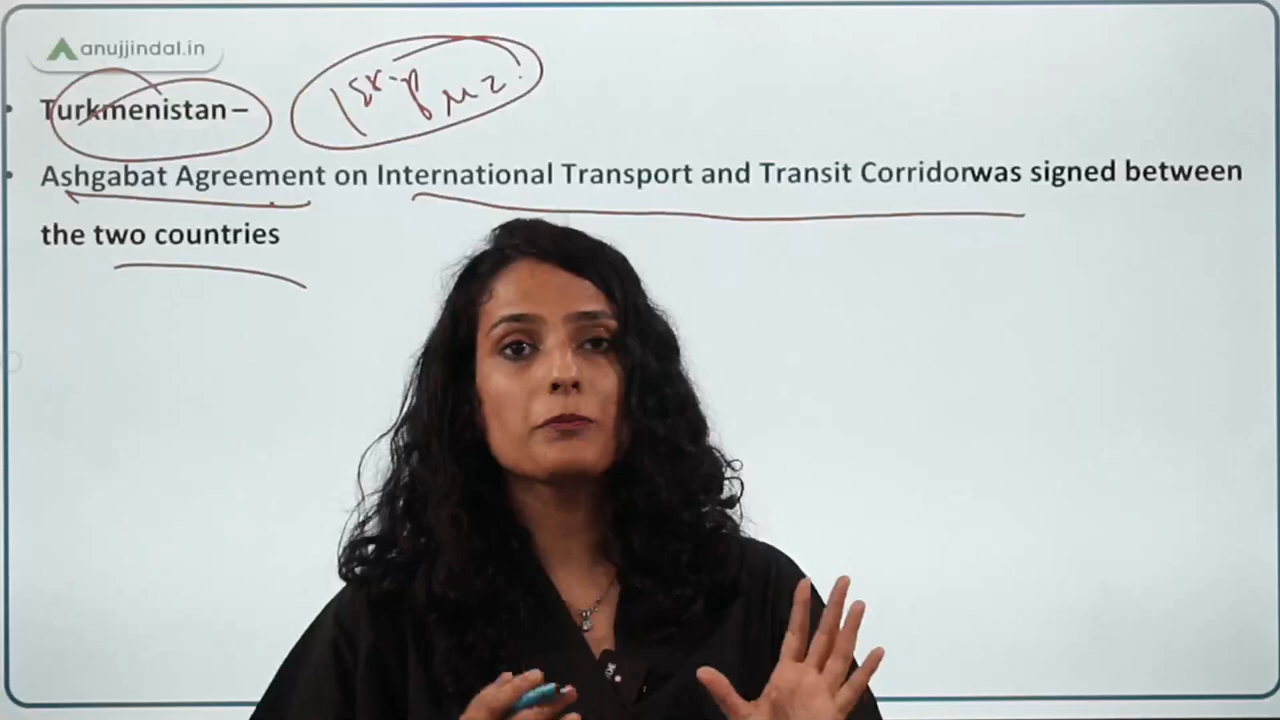 anujjindal.in
Turkmenistan –
Ashgabat Agreement on International Transport and Transit Corridorwas signed between
the two countries